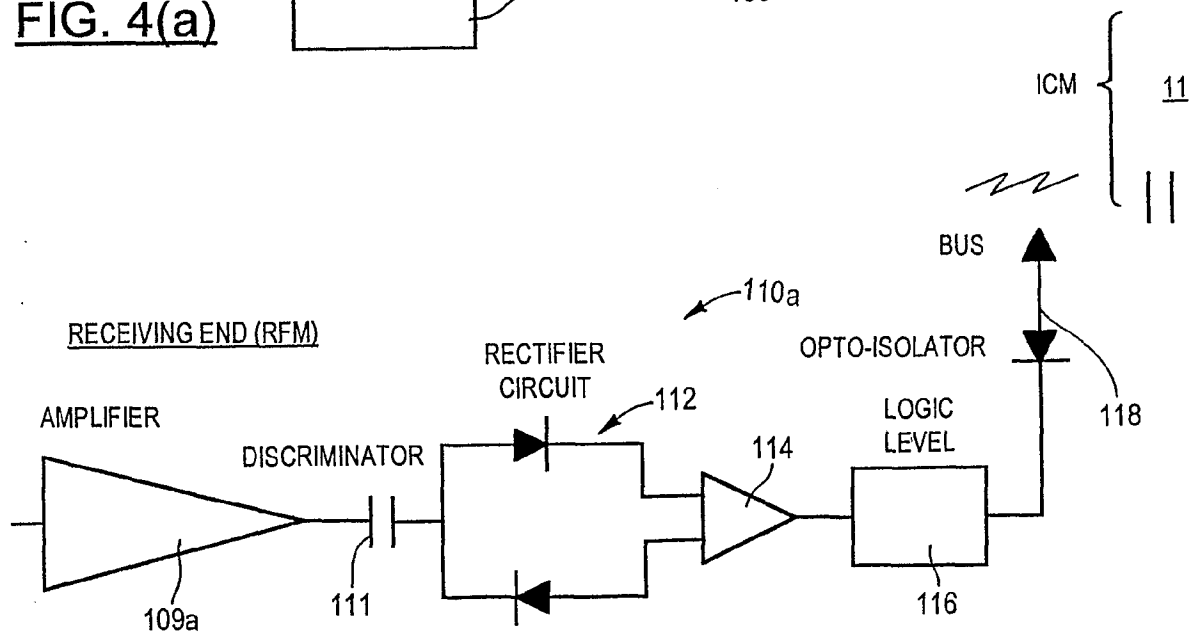 FIG. 4(a)
ICM
11
BUS
110a
RECEIVING END (RFM)
RECTIFIER
CIRCUIT
OPTO-ISOLATOR
112
118
AMPLIFIER
LOGIC
LEVEL
DISCRIMINATOR
114
109a
111
116